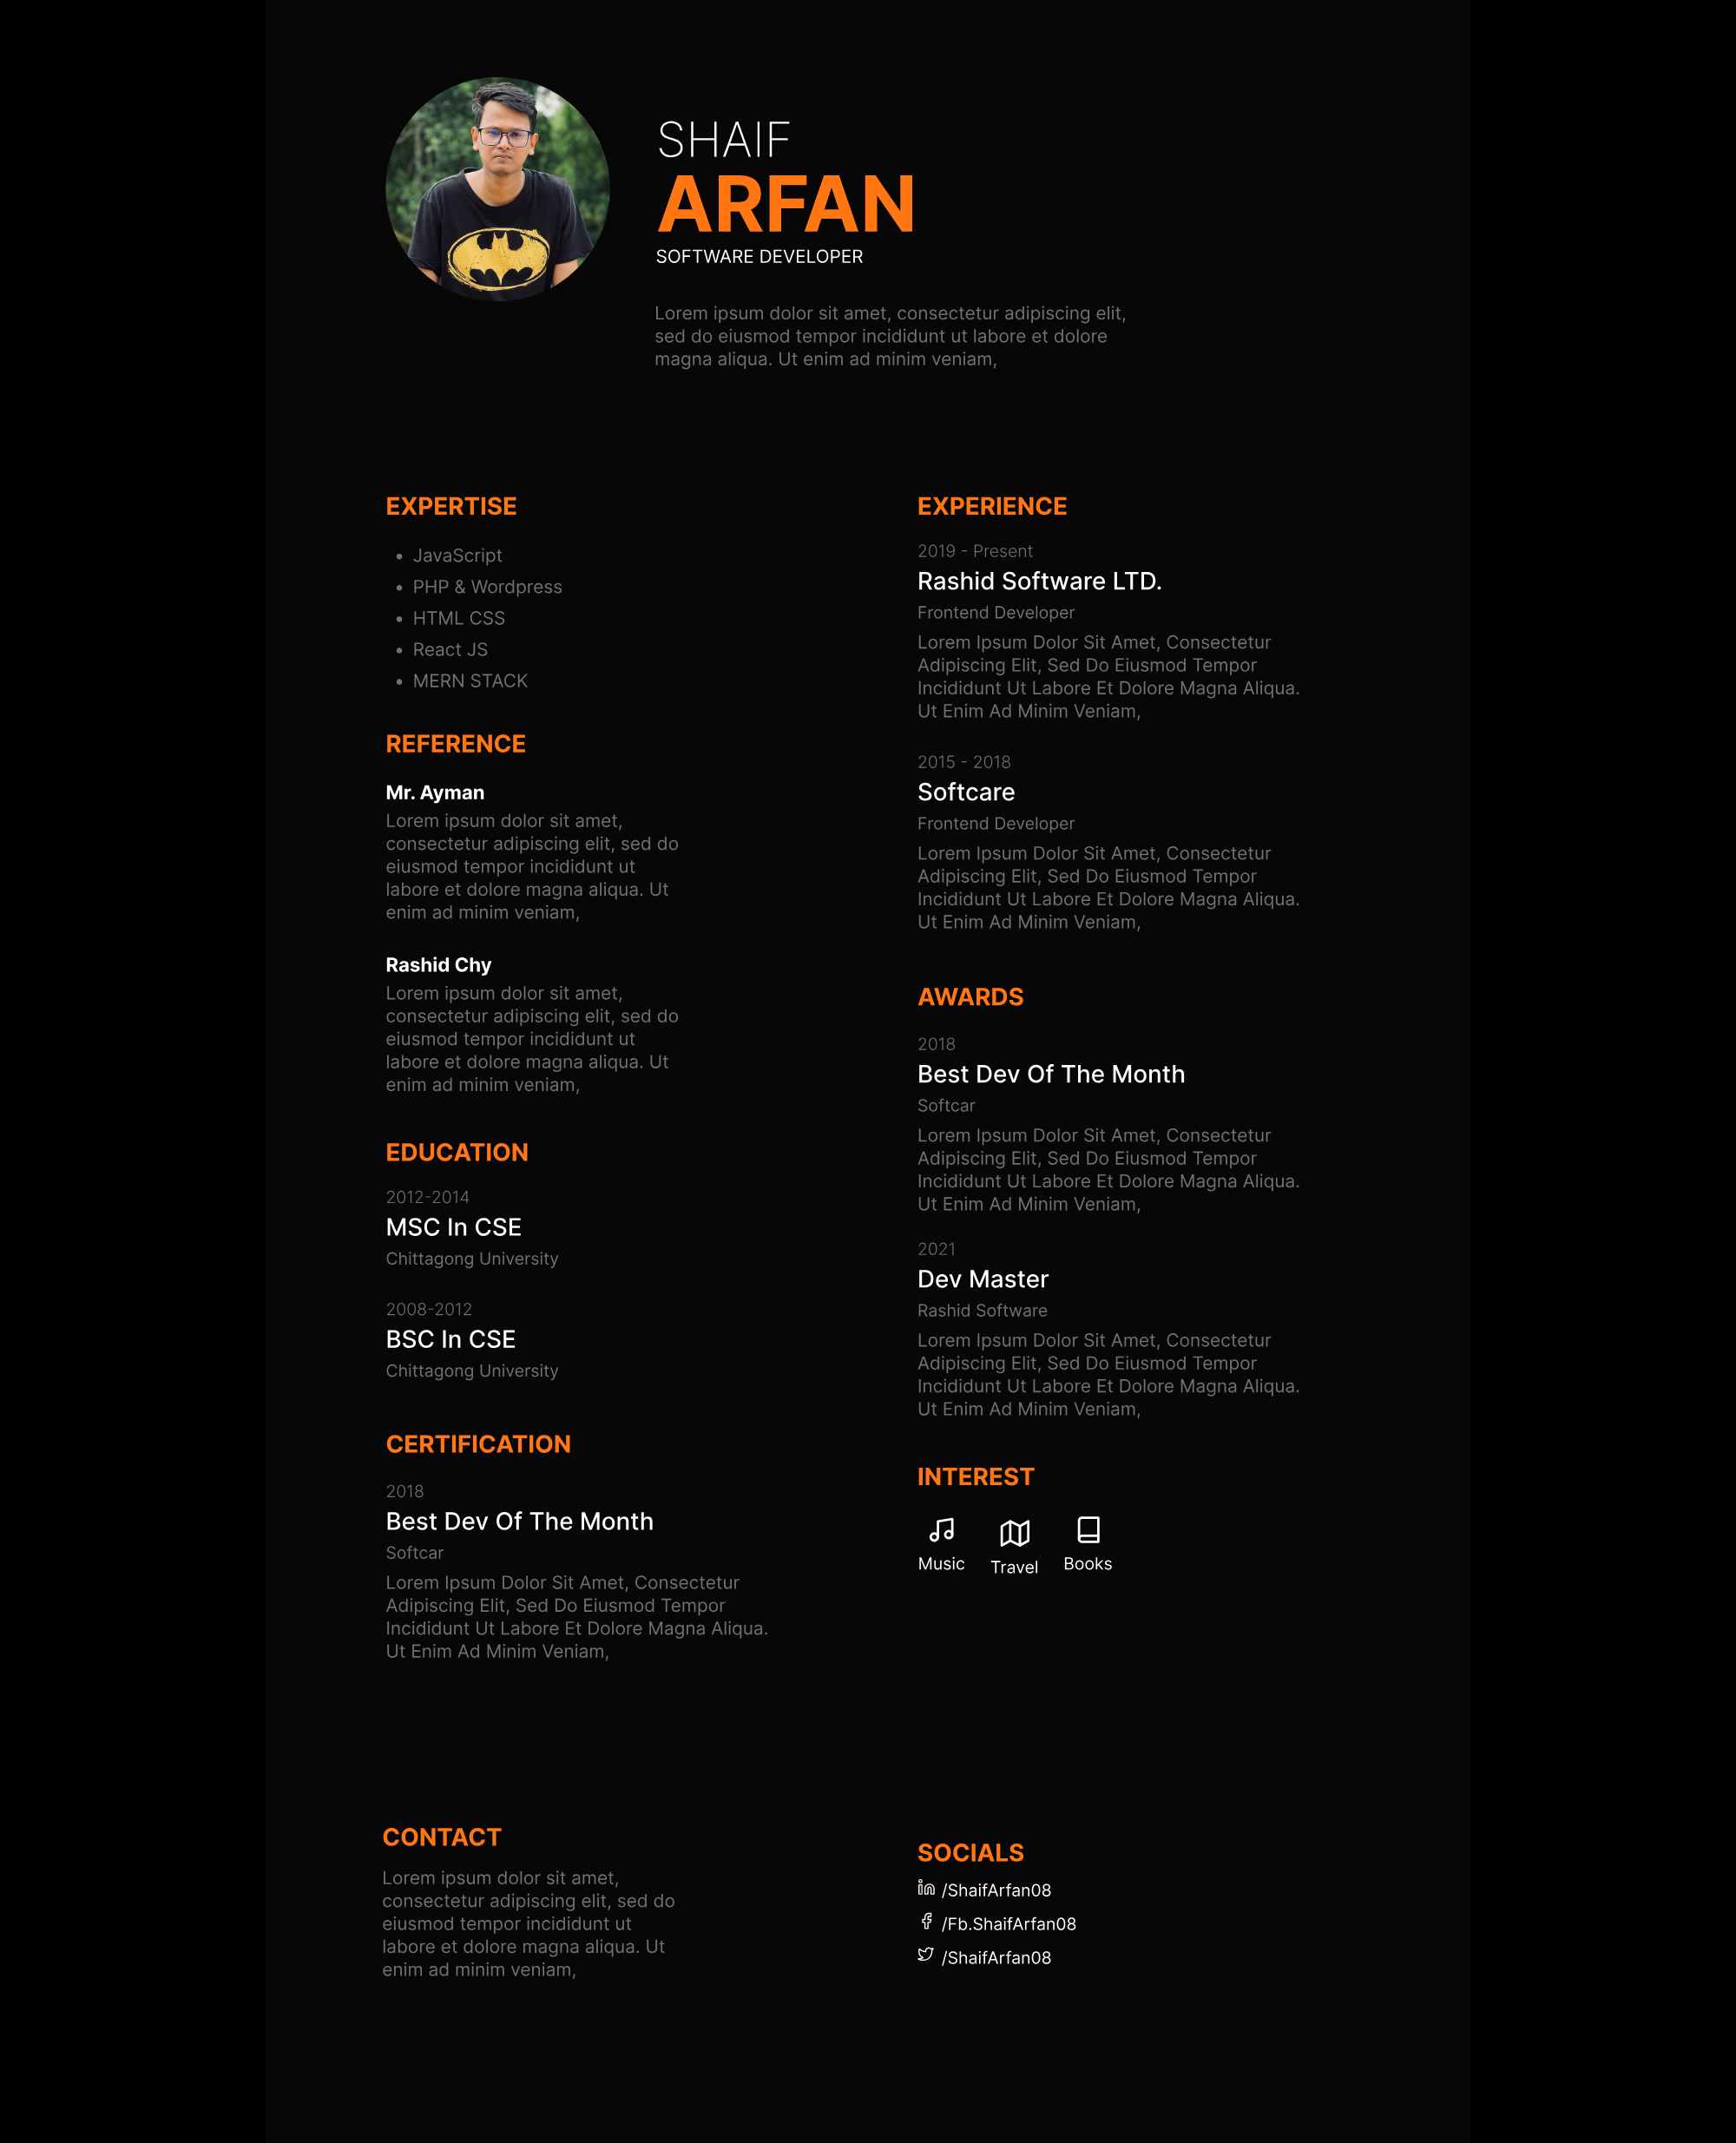 SHAIF
ARFAN
SOFTWARE DEVELOPER
Lorem ipsum dolor sit amet, consectetur adipiscing elit,
sed do eiusmod tempor incididunt ut labore et dolore
magna aliqua. Ut enim ad minim veniam,
EXPERTISE
JavaScript
PHP & Wordpress
HTML CSS
React JS
MERN STACK
REFERENCE
Mr. Ayman
Lorem ipsum dolor sit amet,
consectetur adipiscing elit, sed do
eiusmod tempor incididunt ut
labore et dolore magna aliqua. Ut
enim ad minim veniam,
Rashid Chy
Lorem ipsum dolor sit amet,
consectetur adipiscing elit, sed do
eiusmod tempor incididunt ut
labore et dolore magna aliqua. Ut
enim ad minim veniam,
EDUCATION
2012-2014
MSC In CSE
Chittagong University
2008-2012
BSC In CSE
Chittagong University
CERTIFICATION
2018
Best Dev Of The Month
Softcar
Lorem Ipsum Dolor Sit Amet, Consectetur
Adipiscing Elit, Sed Do Eiusmod Tempor
Incididunt Ut Labore Et Dolore Magna Aliqua.
Ut Enim Ad Minim Veniam,
EXPERIENCE
2019 - Present
Rashid Software LTD.
Frontend Developer
Lorem Ipsum Dolor Sit Amet, Consectetur
Adipiscing Elit, Sed Do Eiusmod Tempor
Incididunt Ut Labore Et Dolore Magna Aliqua.
Ut Enim Ad Minim Veniam,
2015 - 2018
Softcare
Frontend Developer
Lorem Ipsum Dolor Sit Amet, Consectetur
Adipiscing Elit, Sed Do Eiusmod Tempor
Incididunt Ut Labore Et Dolore Magna Aliqua.
Ut Enim Ad Minim Veniam,
AWARDS
2018
Best Dev Of The Month
Softcar
Lorem Ipsum Dolor Sit Amet, Consectetur
Adipiscing Elit, Sed Do Eiusmod Tempor
Incididunt Ut Labore Et Dolore Magna Aliqua.
Ut Enim Ad Minim Veniam,
2021
Dev Master
Rashid Software
Lorem Ipsum Dolor Sit Amet, Consectetur
Adipiscing Elit, Sed Do Eiusmod Tempor
Incididunt Ut Labore Et Dolore Magna Aliqua.
Ut Enim Ad Minim Veniam,
INTEREST
Music Travel Books
CONTACT
Lorem ipsum dolor sit amet,
consectetur adipiscing elit, sed do
eiusmod tempor incididunt ut
labore et dolore magna aliqua. Ut
enim ad minim veniam,
SOCIALS
/ShaifArfan08
/Fb.ShaifArfan08
/ShaifArfan08